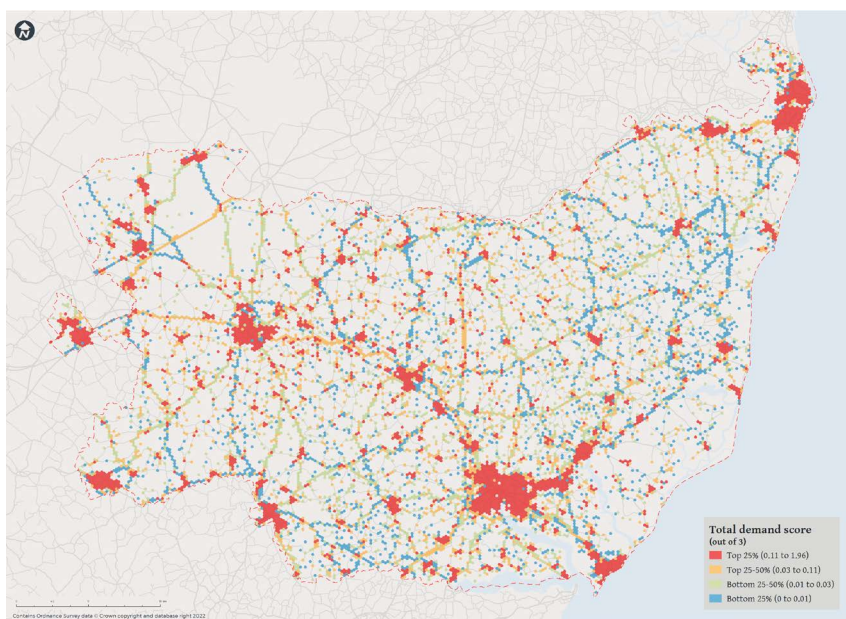 N
Total demand score
(out of 3)
Top 25% (0.11 to 1.96)
Top 25-50% (0.03 to 0.11)
Bottom 25-50% (0.01 to 0.03)
Bottom 25% (0 to 0.01)
Contains Ordnance Survey data © Crown copyright and database right 2022